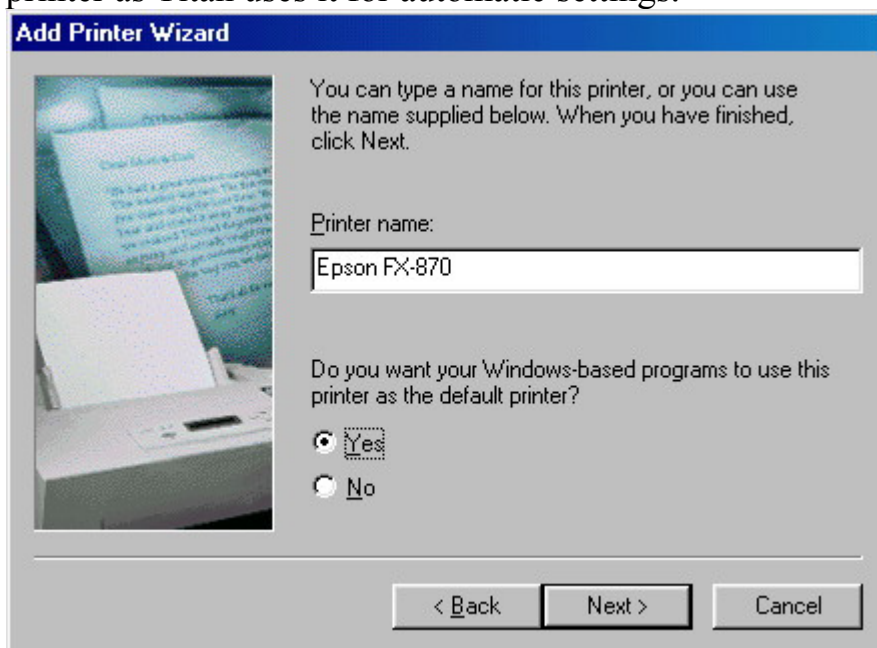 printer as Titan uses it for automatic settings.
Add Printer Wizard
You can type a name for this printer, or you can use
the name supplied below. When you have finished,
click Next.
Printer name:
Epson FX-870
Do you want your Windows-based programs to use this
printer as the default printer?
Yes
No
< Back
Next >
Cancel